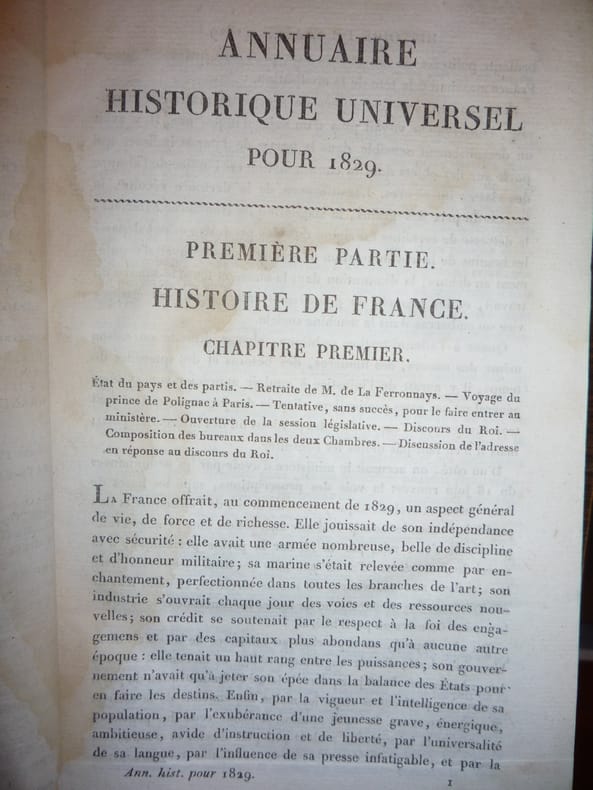 ANNUAIRE
HISTORIQUE UNIVERSEL
POUR 1829.
PREMIÈRE PARTIE.
HISTOIRE DE FRANCE.
CHAPITRE PREMIER.
État du pays et des partis. — Retraite de M. de La Ferronnays. — Voyage du
prince de Polignac à Paris. — Tentative, sans succès, pour le faire entrer au
ministère. — Ouverture de la session législative. — Discours du Roi. —
Composition des bureaux dans les deux Chambres. — Discussion de l'adresse
en réponse au discours du Roi.
LA France offrait, au commencement de 1829, un aspect général
de vie, de force et de richesse. Elle jouissait de son indépendance
avec sécurité : elle avait une armée nombreuse, belle de discipline
et d'honneur militaire ; sa marine s'était relevée comme par en-
chantement, perfectionnée dans toutes les branches de l'art ; son
industrie s'ouvrait chaque jour des voies et des ressources nou-
velles ; son crédit se soutenait par le respect à la foi des enga-
gemens et par des capitaux plus abondans qu'à aucune autre
époque : elle tenait un haut rang entre les puissances ; son gouver-
nement n'avait qu'à jeter son épée dans la balance des États pour
en faire les destins. Enfin, par la vigueur et l'intelligence de sa
population, par l'exubérance d'une jeunesse grave, énergique,
ambitieuse, avide d'instruction et de liberté, par l'universalité
de sa langue, par l'influence de sa presse infatigable, et par la
Ann. hist. pour 1829.
1